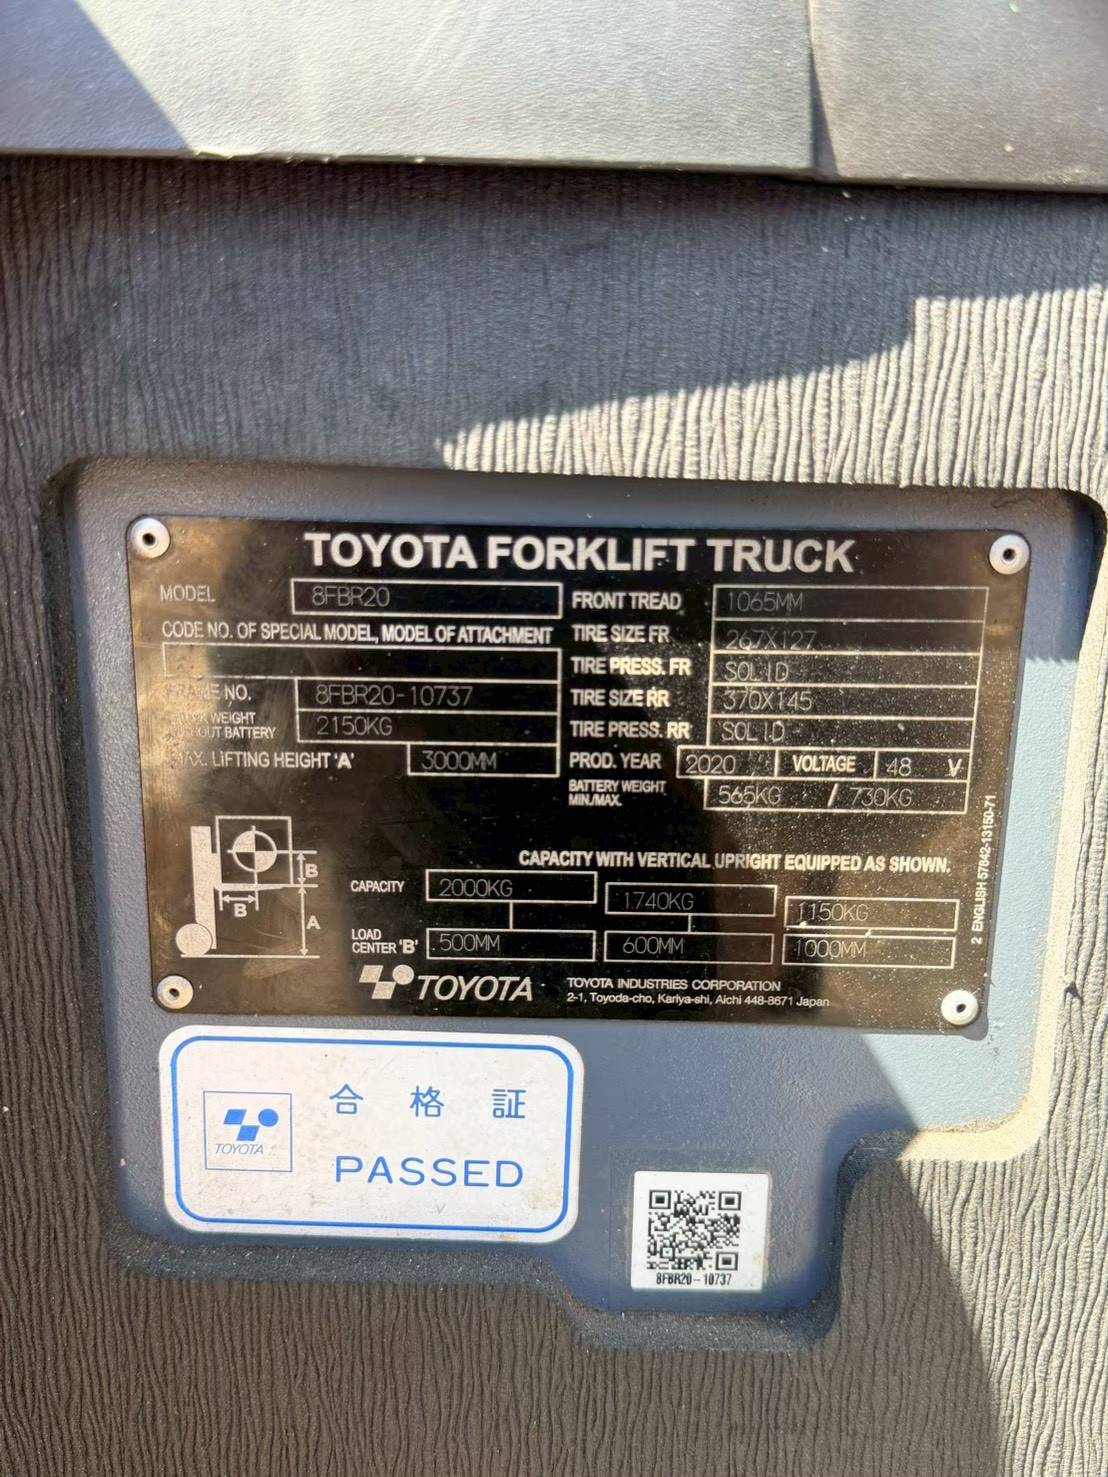 TOYOTA FORKLIFT TRUCK
MODEL 8FBR20
CODE NO. OF SPECIAL MODEL, MODEL OF ATTACHMENT
FRAME NO. 8FBR20-10737
TRUCK WEIGHT
WITHOUT BATTERY 2150KG
MAX. LIFTING HEIGHT 'A' 3000MM
FRONT TREAD 1065MM
TIRE SIZE FR 267X127
TIRE PRESS. FR SOLID
TIRE SIZE RR 370X145
TIRE PRESS. RR SOLID
PROD. YEAR 2020 VOLTAGE 48 V
BATTERY WEIGHT
MIN./MAX. 565KG / 730KG
CAPACITY WITH VERTICAL UPRIGHT EQUIPPED AS SHOWN.
B
B
A
CAPACITY 2000KG 1740KG 1150KG
LOAD
CENTER 'B' 500MM 600MM 1000MM
TOYOTA
TOYOTA INDUSTRIES CORPORATION
2-1, Toyoda-cho, Kariya-shi, Aichi 448-8671 Japan
2 ENGLISH 57842-13150-71
TOYOTA
合格証
PASSED
8FBR20-10737